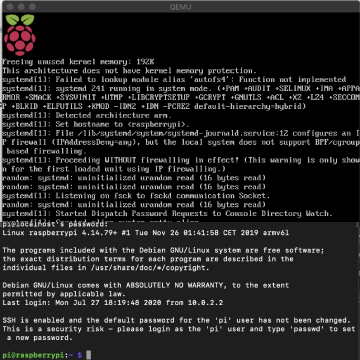 QEMU
Freeing unused kernel memory: 192K
This architecture does not have kernel memory protection.
systemd[1]: Failed to lookup module alias 'autofs4': Function not implemented
systemd[1]: systemd 241 running in system mode. (+PAM +AUDIT +SELINUX +IMA +APPA
RMOR +SMACK +SYSVINIT +UTMP +LIBCRYPTSETUP +GCRYPT +GNUTLS +ACL +XZ +LZ4 +SECCOM
P +BLKID +ELFUTILS +KMOD -IDN2 +IDN -PCRE2 default-hierarchy=hybrid)
systemd[1]: Detected architecture arm.
systemd[1]: Set hostname to <raspberrypi>.
systemd[1]: File /lib/systemd/system/systemd-journald.service:12 configures an I
P firewall (IPAddressDeny=any), but the local system does not support BPF/cgroup
based firewalling.
systemd[1]: Proceeding WITHOUT firewalling in effect! (This warning is only show
n for the first loaded unit using IP firewalling.)
random: systemd: uninitialized urandom read (16 bytes read)
random: systemd: uninitialized urandom read (16 bytes read)
systemd[1]: Listening on fsck to fsckd communication Socket.
random: systemd: uninitialized urandom read (16 bytes read)
systemd[1]: Started Dispatch Password Requests to Console Directory Watch.
pi@localhost's password:
Linux raspberrypi 4.14.79+ #1 Tue Nov 26 01:41:58 CET 2019 armv6l
The programs included with the Debian GNU/Linux system are free software;
the exact distribution terms for each program are described in the
individual files in /usr/share/doc/*/copyright.
Debian GNU/Linux comes with ABSOLUTELY NO WARRANTY, to the extent
permitted by applicable law.
Last login: Mon Jul 27 18:19:48 2020 from 10.0.2.2
SSH is enabled and the default password for the 'pi' user has not been changed.
This is a security risk - please login as the 'pi' user and type 'passwd' to set
a new password.
pi@raspberrypi:~ $